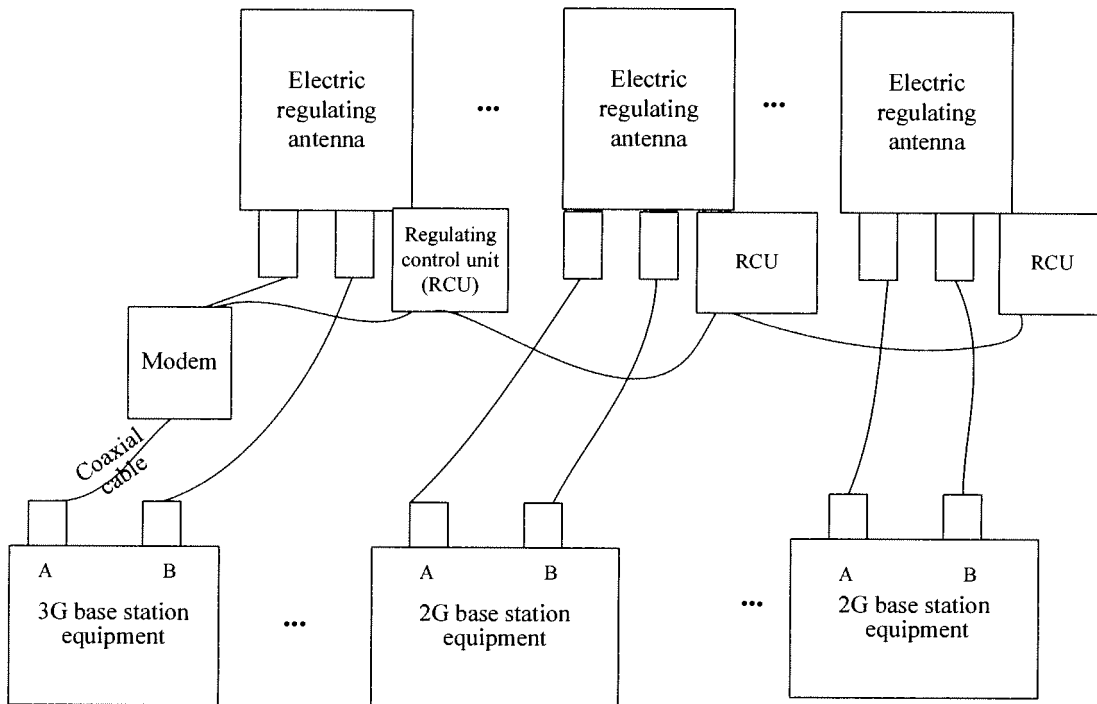 Electric
regulating
antenna
...
Electric
regulating
antenna
...
Electric
regulating
antenna
Regulating
control unit
(RCU)
RCU
RCU
Modem
Coaxial
cable
A
B
3G base station
equipment
...
A
B
2G base station
equipment
...
A
B
2G base station
equipment